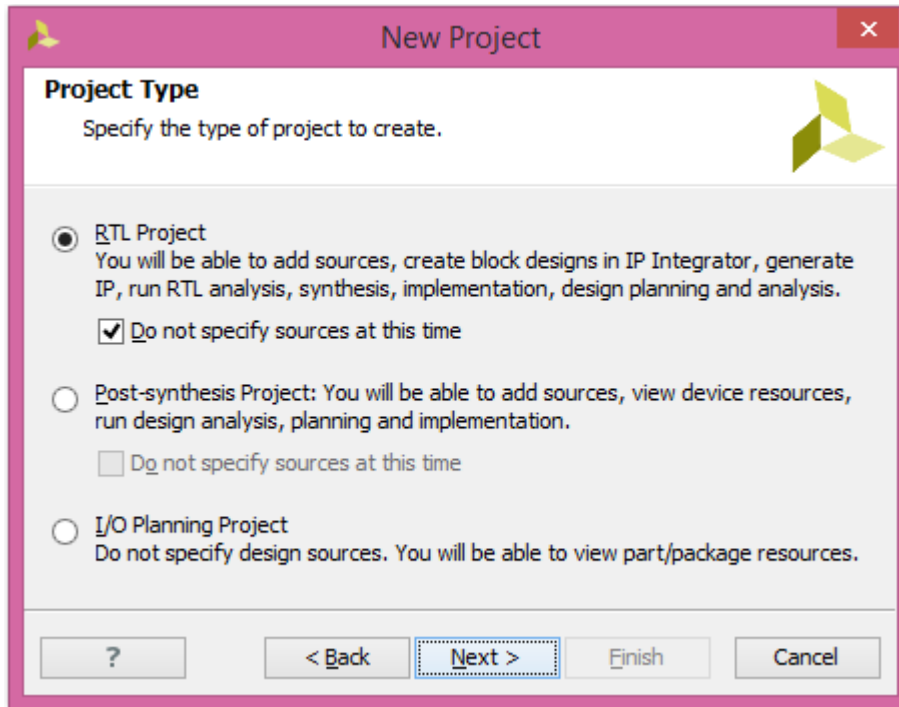 New Project
Project Type
Specify the type of project to create.
RTL Project
You will be able to add sources, create block designs in IP Integrator, generate
IP, run RTL analysis, synthesis, implementation, design planning and analysis.
Do not specify sources at this time
Post-synthesis Project: You will be able to add sources, view device resources,
run design analysis, planning and implementation.
Do not specify sources at this time
I/O Planning Project
Do not specify design sources. You will be able to view part/package resources.
? < Back Next > Finish Cancel